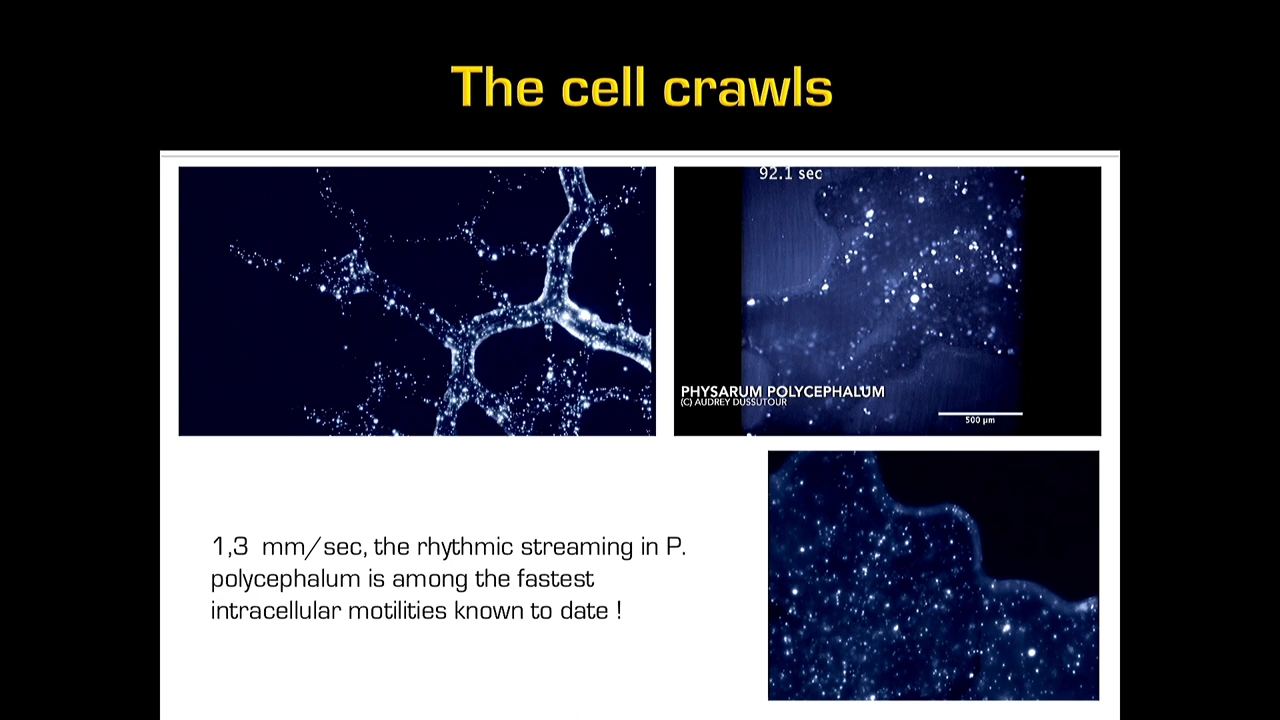 The cell crawls
92.1 sec
PHYSARUM POLYCEPHALUM
(C) AUDREY DUSSUTOUR
500 µm
1,3 mm/sec, the rhythmic streaming in P.
polycephalum is among the fastest
intracellular motilities known to date !